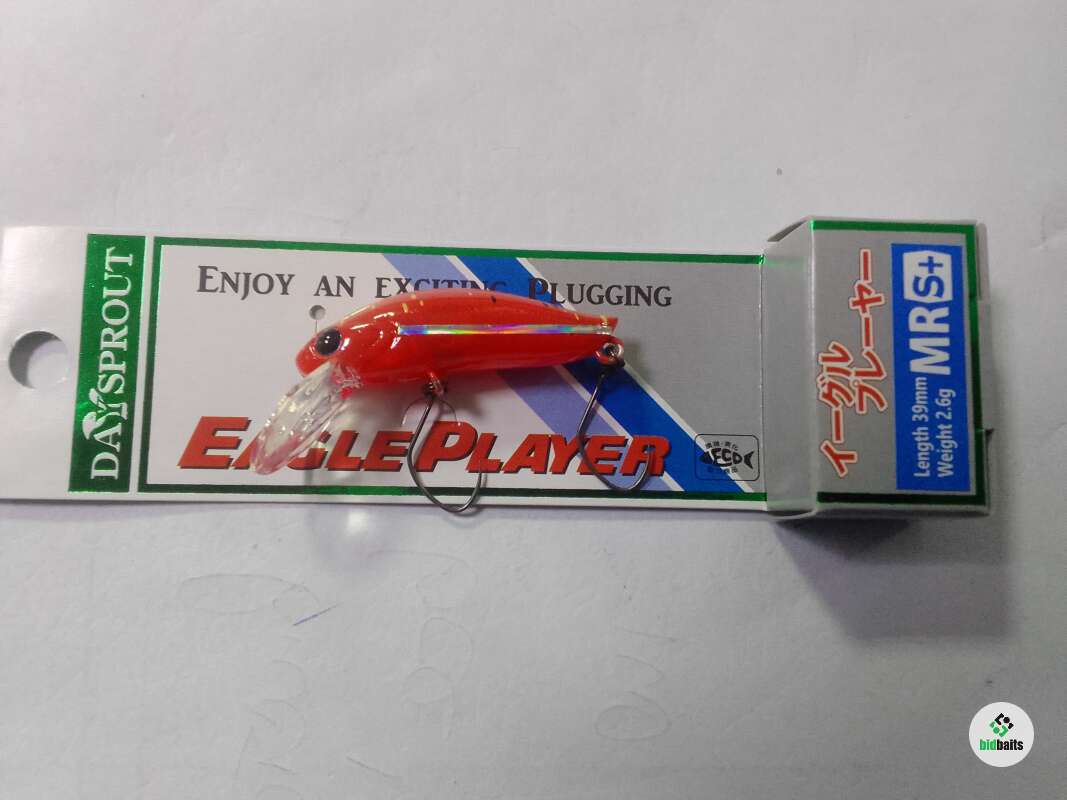 DAYSPROUT
ENJOY AN EXCITING PLUGGING
EAGLE PLAYER
ECO
イーグル
プレーヤー
MR S+
Length 39mm
Weight 2.6g
bidbaits